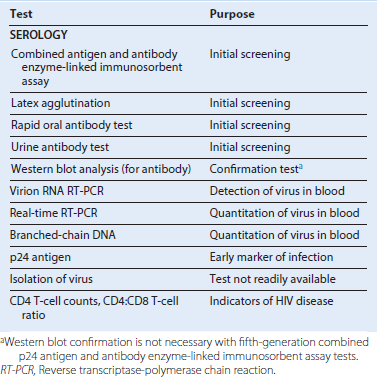 Test Purpose
SEROLOGY
Combined antigen and antibody Initial screening
enzyme-linked immunosorbent
assay
Latex agglutination Initial screening
Rapid oral antibody test Initial screening
Urine antibody test Initial screening
Western blot analysis (for antibody) Confirmation testa
Virion RNA RT-PCR Detection of virus in blood
Real-time RT-PCR Quantitation of virus in blood
Branched-chain DNA Quantitation of virus in blood
p24 antigen Early marker of infection
Isolation of virus Test not readily available
CD4 T-cell counts, CD4:CD8 T-cell Indicators of HIV disease
ratio
aWestern blot confirmation is not necessary with fifth-generation combined
p24 antigen and antibody enzyme-linked immunosorbent assay tests.
RT-PCR, Reverse transcriptase-polymerase chain reaction.